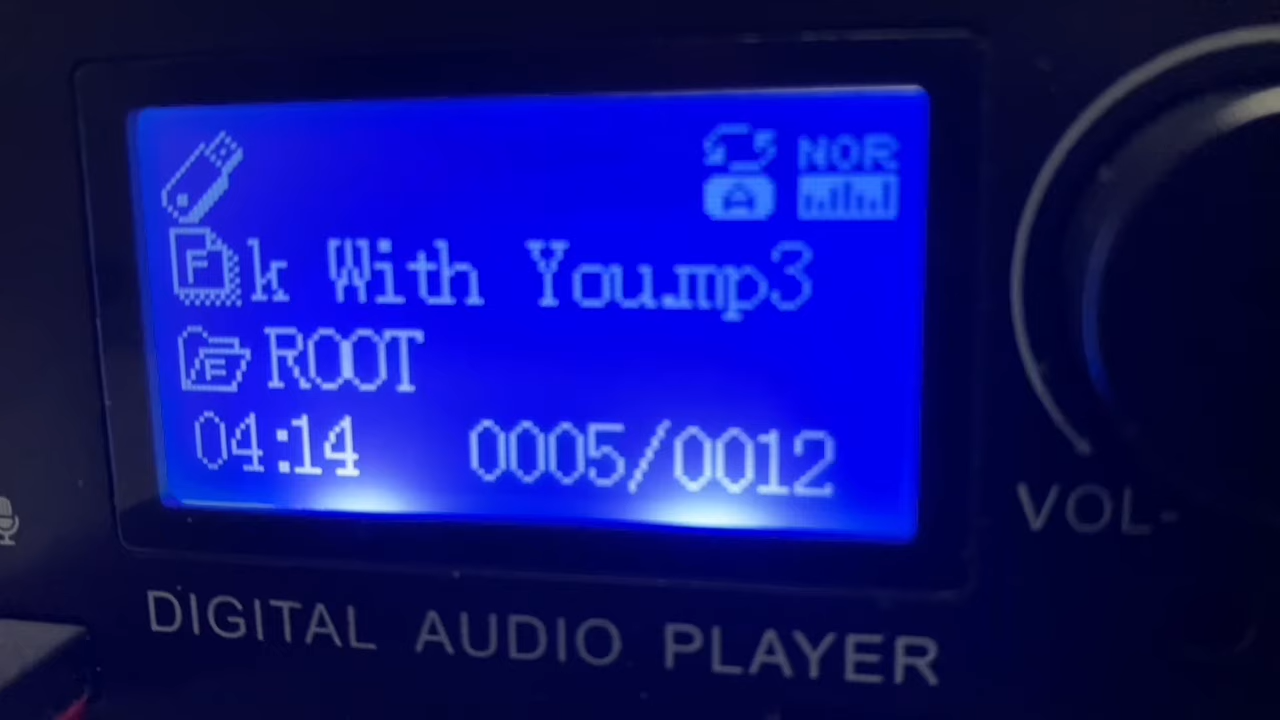 NOR
A
F k With You.mp3
F ROOT
04:14 0005/0012
VOL-
DIGITAL AUDIO PLAYER